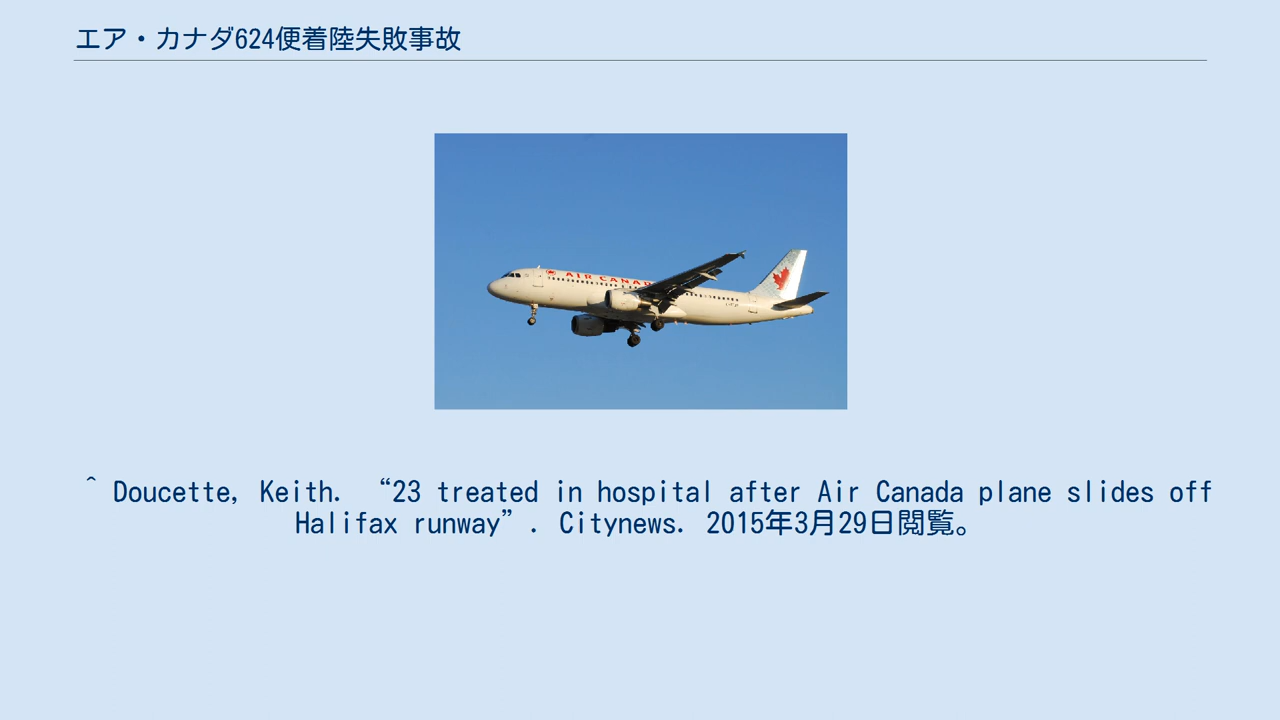 エア・カナダ624便着陸失敗事故
AIR CANAD
^ Doucette, Keith. “23 treated in hospital after Air Canada plane slides off
Halifax runway”. Citynews. 2015年3月29日閲覧。